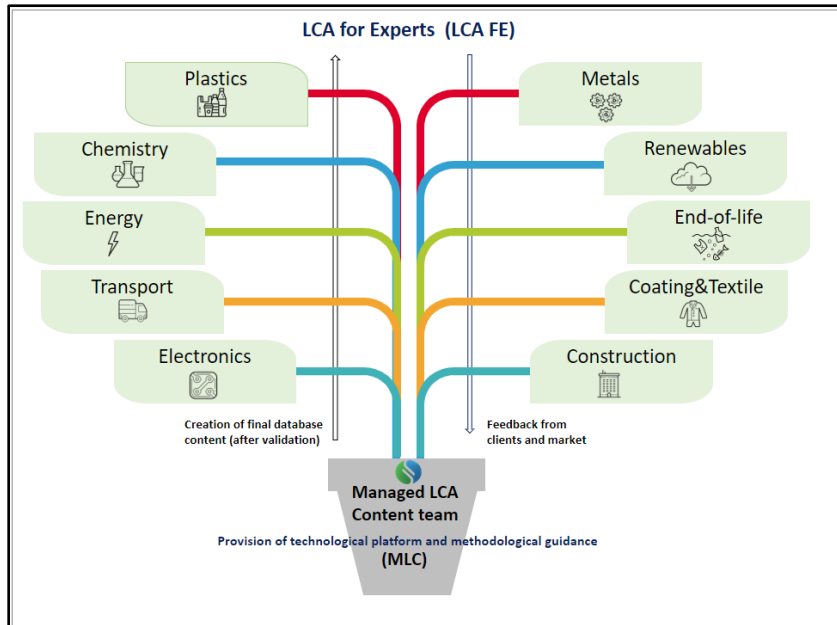 LCA for Experts (LCA FE)
Plastics
Metals
Chemistry
Renewables
Energy
End-of-life
Transport
Coating&Textile
Electronics
Construction
Creation of final database
content (after validation)
Feedback from
clients and market
Managed LCA
Content team
Provision of technological platform and methodological guidance
(MLC)